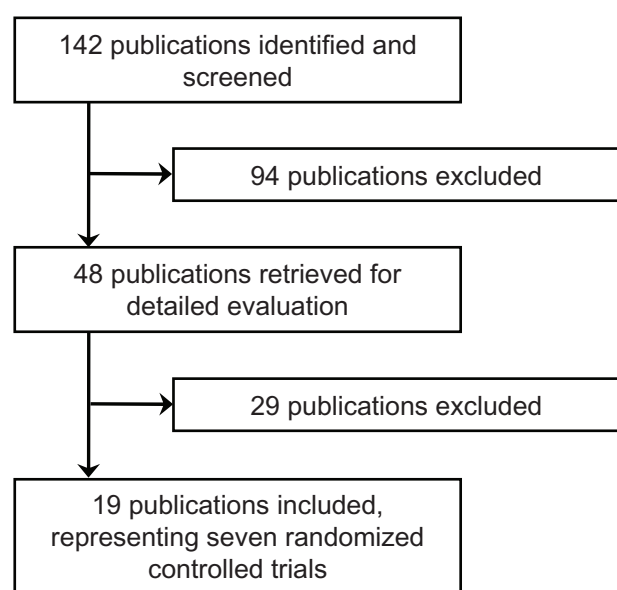 142 publications identified and
screened
94 publications excluded
48 publications retrieved for
detailed evaluation
29 publications excluded
19 publications included,
representing seven randomized
controlled trials